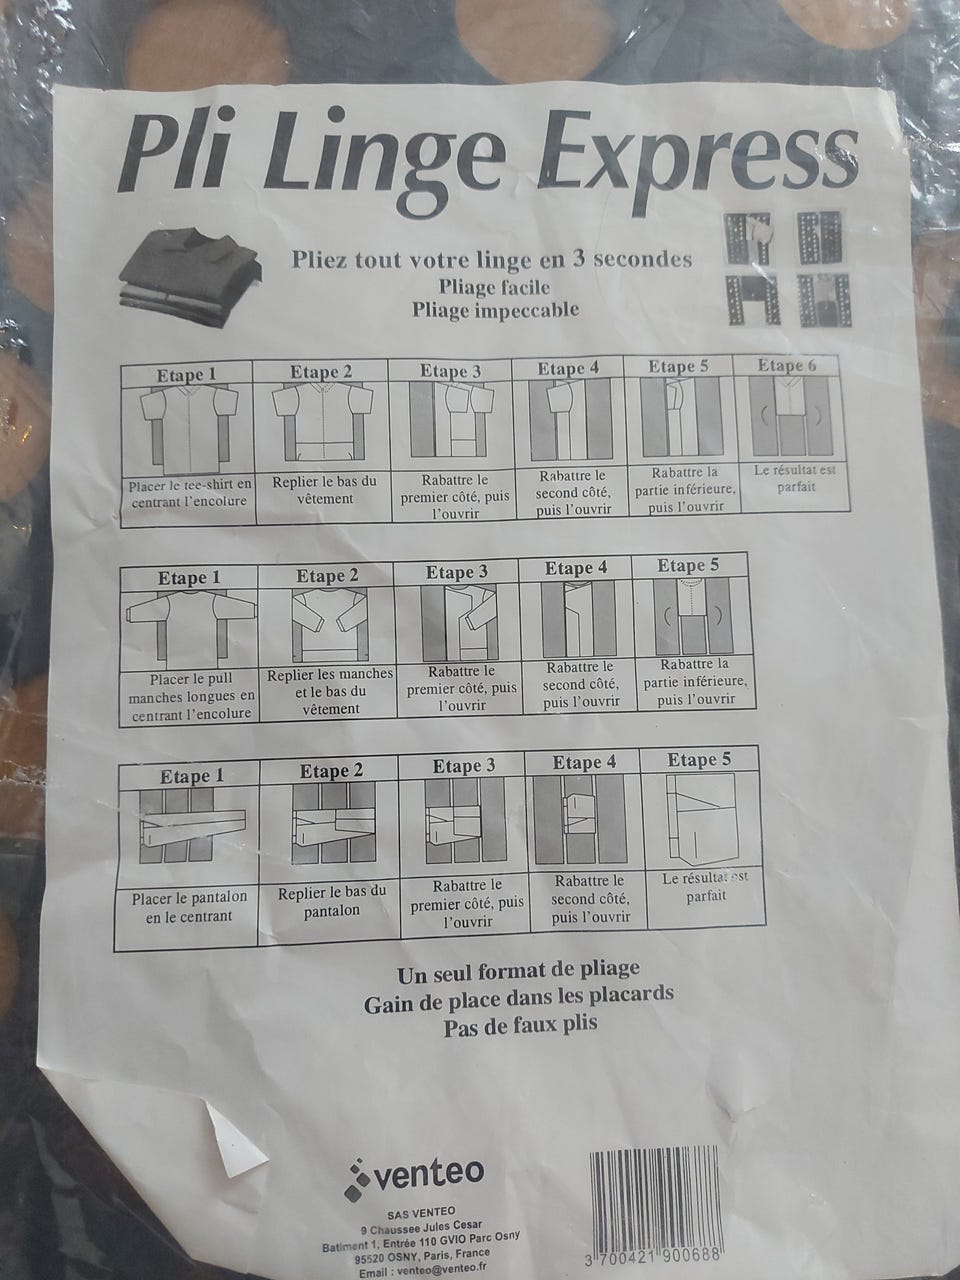 Pli Linge Express
Pliez tout votre linge en 3 secondes
Pliage facile
Pliage impeccable
Etape 1
Etape 2
Etape 3
Etape 4
Etape 5
Etape 6
Placer le tee-shirt en
centrant l'encolure
Replier le bas du
vêtement
Rabattre le
premier côté, puis
l'ouvrir
Rabattre le
second côté,
puis l'ouvrir
Rabattre la
partie inférieure,
puis l'ouvrir
Le résultat est
parfait
Etape 1
Etape 2
Etape 3
Etape 4
Etape 5
Placer le pull
manches longues en
centrant l'encolure
Replier les manches
et le bas du
vêtement
Rabattre le
premier côté, puis
l'ouvrir
Rabattre le
second côté,
puis l'ouvrir
Rabattre la
partie inférieure,
puis l'ouvrir
Etape 1
Etape 2
Etape 3
Etape 4
Etape 5
Placer le pantalon
en le centrant
Replier le bas du
pantalon
Rabattre le
premier côté, puis
l'ouvrir
Rabattre le
second côté,
puis l'ouvrir
Le résultat est
parfait
Un seul format de pliage
Gain de place dans les placards
Pas de faux plis
venteo
SAS VENTEO
9 Chaussee Jules Cesar
Batiment 1, Entrée 110 GVIO Parc Osny
95520 OSNY, Paris, France
Email : venteo@venteo.fr
3 700421 900688